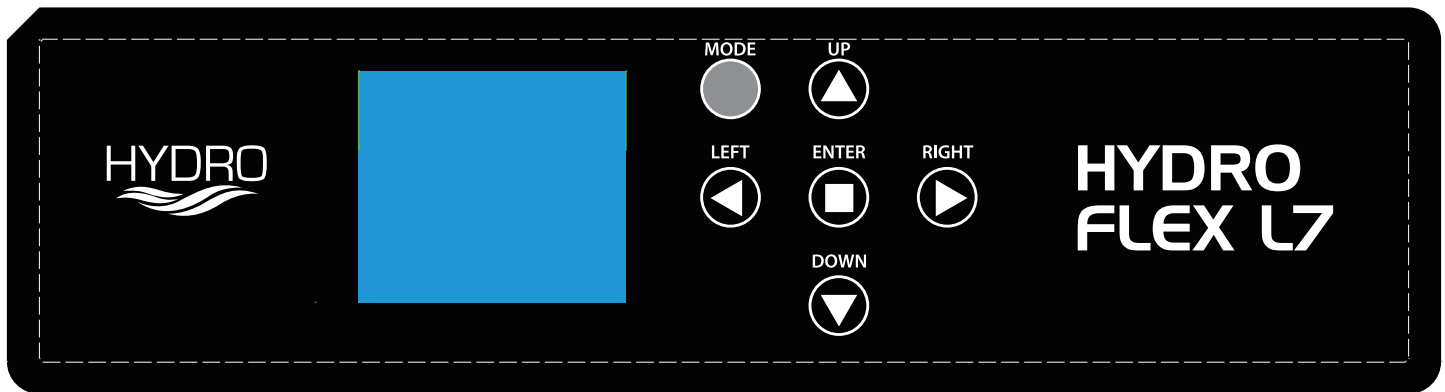 MODE UP
HYDRO
LEFT ENTER RIGHT
DOWN
HYDRO
FLEX L7